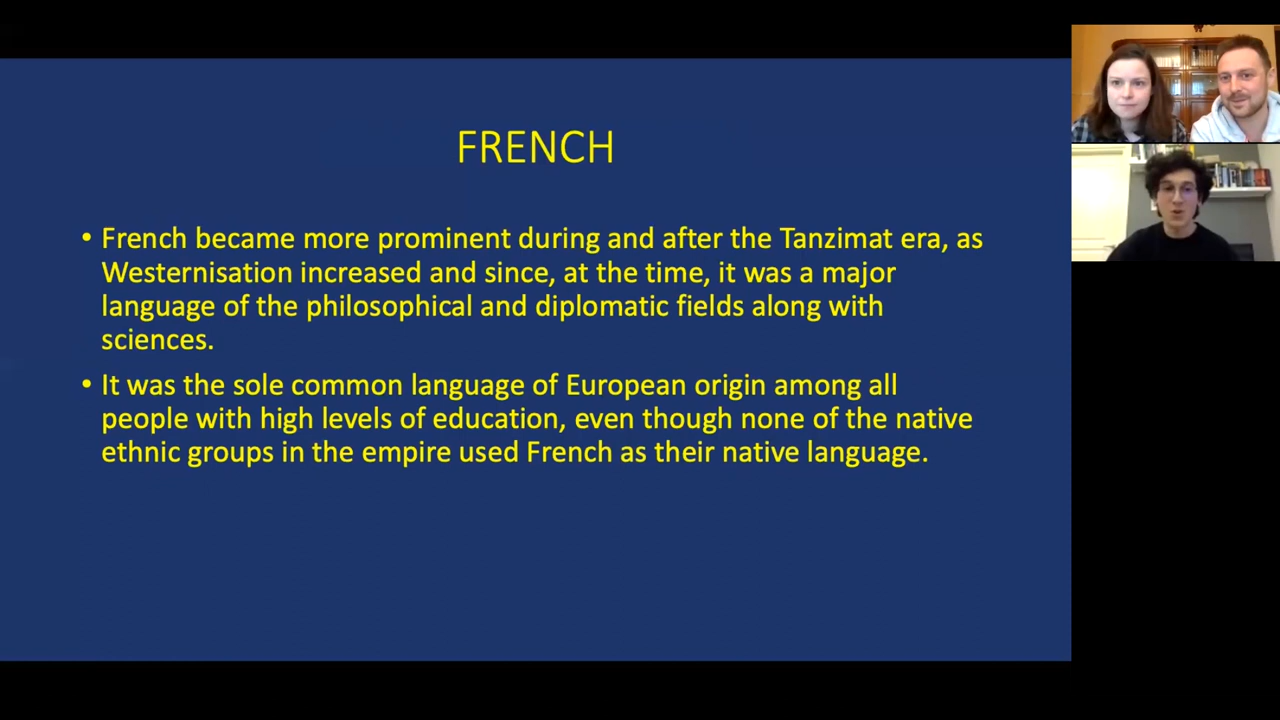 FRENCH
• French became more prominent during and after the Tanzimat era, as
Westernisation increased and since, at the time, it was a major
language of the philosophical and diplomatic fields along with
sciences.
• It was the sole common language of European origin among all
people with high levels of education, even though none of the native
ethnic groups in the empire used French as their native language.